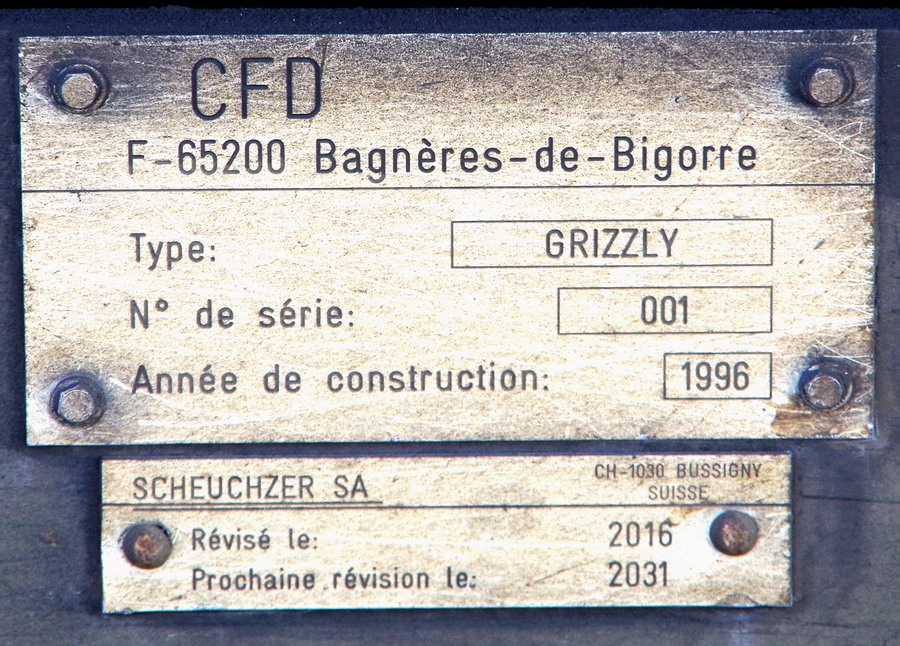 CFD
F-65200 Bagnères-de-Bigorre
Type: GRIZZLY
N° de série: 001
Année de construction: 1996
SCHEUCHZER SA
CH-1030 BUSSIGNY
SUISSE
Révisé le: 2016
Prochaine révision le: 2031